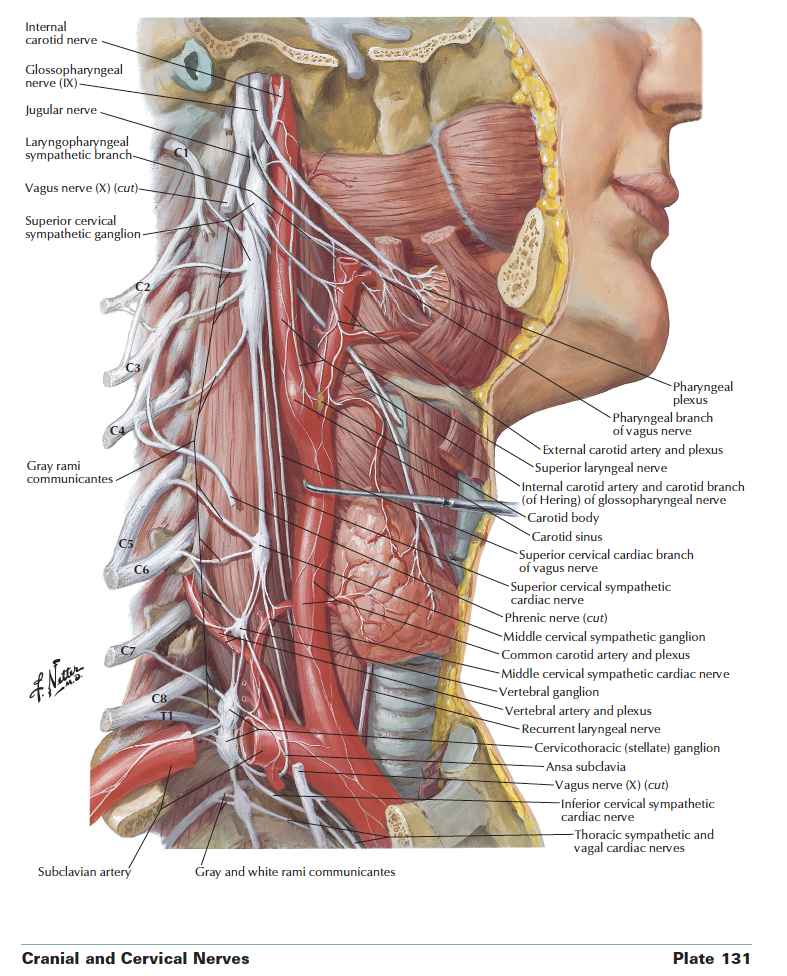 Internal
carotid nerve
Glossopharyngeal
nerve (IX)
Jugular nerve
Laryngopharyngeal
sympathetic branch
Vagus nerve (X) (cut)
Superior cervical
sympathetic ganglion
C1
C2
C3
C4
Gray rami
communicantes
C5
C6
C7
C8
T1
F. Netter
M.D.
Subclavian artery
Gray and white rami communicantes
Pharyngeal
plexus
Pharyngeal branch
of vagus nerve
External carotid artery and plexus
Superior laryngeal nerve
Internal carotid artery and carotid branch
(of Hering) of glossopharyngeal nerve
Carotid body
Carotid sinus
Superior cervical cardiac branch
of vagus nerve
Superior cervical sympathetic
cardiac nerve
Phrenic nerve (cut)
Middle cervical sympathetic ganglion
Common carotid artery and plexus
Middle cervical sympathetic cardiac nerve
Vertebral ganglion
Vertebral artery and plexus
Recurrent laryngeal nerve
Cervicothoracic (stellate) ganglion
Ansa subclavia
Vagus nerve (X) (cut)
Inferior cervical sympathetic
cardiac nerve
Thoracic sympathetic and
vagal cardiac nerves
Cranial and Cervical Nerves
Plate 131